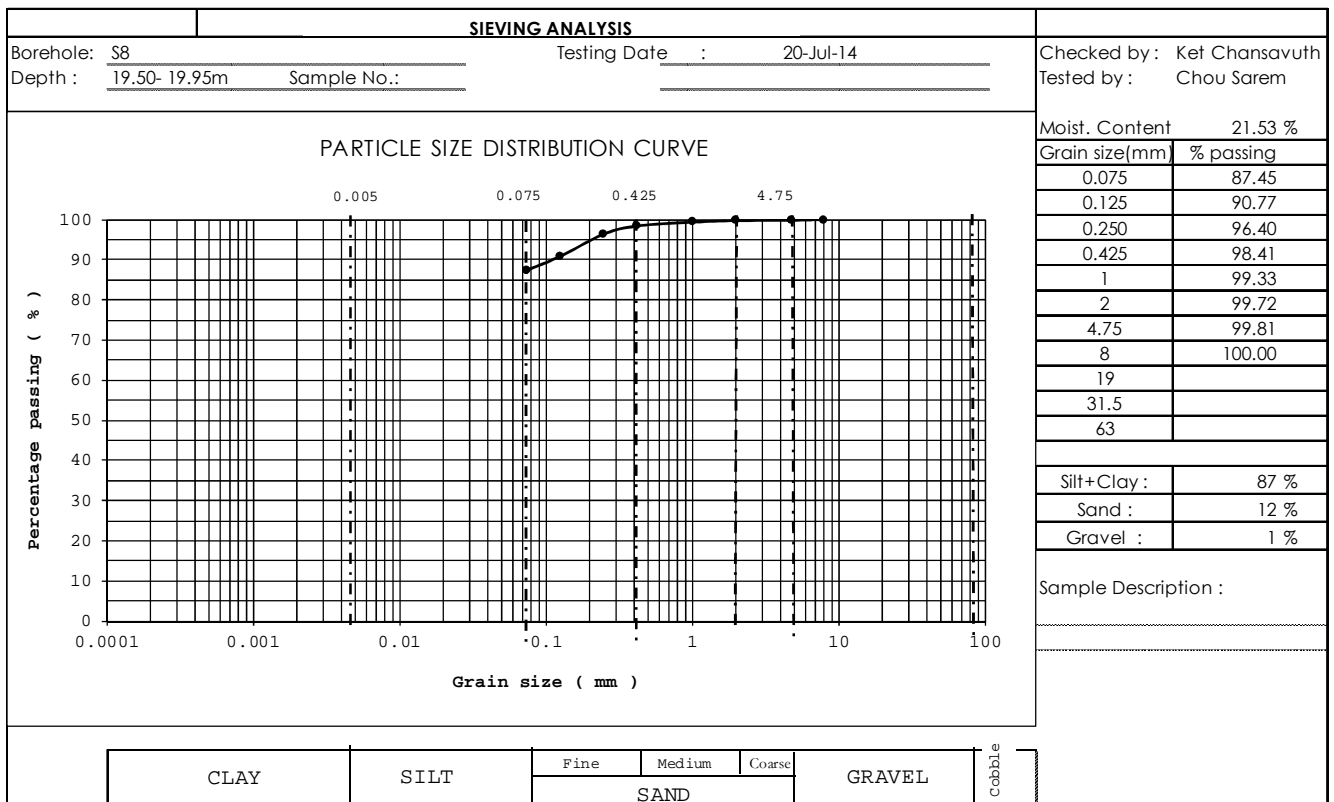 SIEVING ANALYSIS
Borehole: S8 Testing Date : 20-Jul-14
Depth : 19.50- 19.95m Sample No.:
Checked by : Ket Chansavuth
Tested by : Chou Sarem
PARTICLE SIZE DISTRIBUTION CURVE
0.005 0.075 0.425 4.75
100
90
80
70
60
50
40
30
20
10
0
Percentage passing ( % )
0.0001 0.001 0.01 0.1 1 10 100
Grain size ( mm )
Moist. Content 21.53 %
Grain size(mm) % passing
0.075 87.45
0.125 90.77
0.250 96.40
0.425 98.41
1 99.33
2 99.72
4.75 99.81
8 100.00
19
31.5
63
Silt+Clay : 87 %
Sand : 12 %
Gravel : 1 %
Sample Description :
CLAY SILT Fine Medium Coarse GRAVEL Cobble
SAND